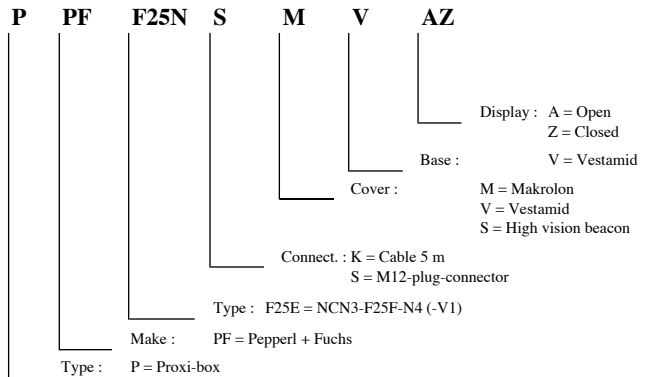 P PF F25N S M V AZ
Display : A = Open
Z = Closed
Base : V = Vestamid
Cover : M = Makrolon
V = Vestamid
S = High vision beacon
Connect. : K = Cable 5 m
S = M12-plug-connector
Type : F25E = NCN3-F25F-N4 (-V1)
Make : PF = Pepperl + Fuchs
Type : P = Proxi-box